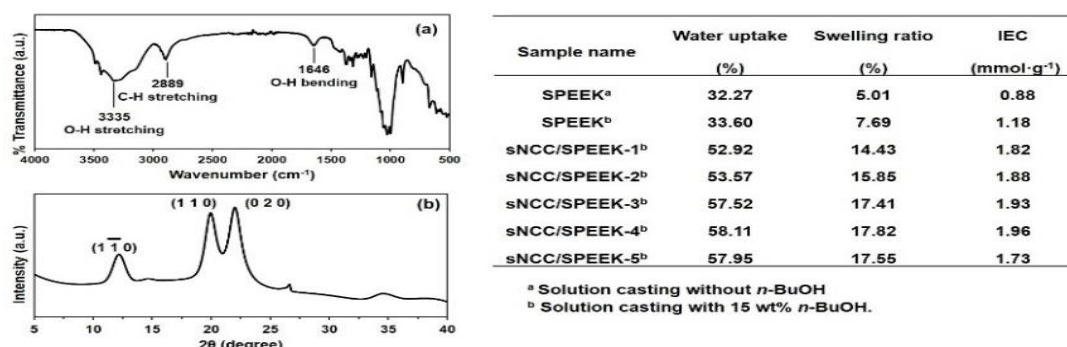 (a)
% Transmittance (a.u.)
3335
O-H stretching
2889
C-H stretching
1646
O-H bending
4000 3500 3000 2500 2000 1500 1000 500
Wavenumber (cm⁻¹)
(b)
Intensity (a.u.)
(1 1̅ 0)
(1 1 0)
(0 2 0)
5 10 15 20 25 30 35 40
2θ (degree)
Sample name Water uptake (%) Swelling ratio (%) IEC (mmol·g⁻¹)
SPEEKᵃ 32.27 5.01 0.88
SPEEKᵇ 33.60 7.69 1.18
sNCC/SPEEK-1ᵇ 52.92 14.43 1.82
sNCC/SPEEK-2ᵇ 53.57 15.85 1.88
sNCC/SPEEK-3ᵇ 57.52 17.41 1.93
sNCC/SPEEK-4ᵇ 58.11 17.82 1.96
sNCC/SPEEK-5ᵇ 57.95 17.55 1.73
ᵃ Solution casting without n-BuOH
ᵇ Solution casting with 15 wt% n-BuOH.